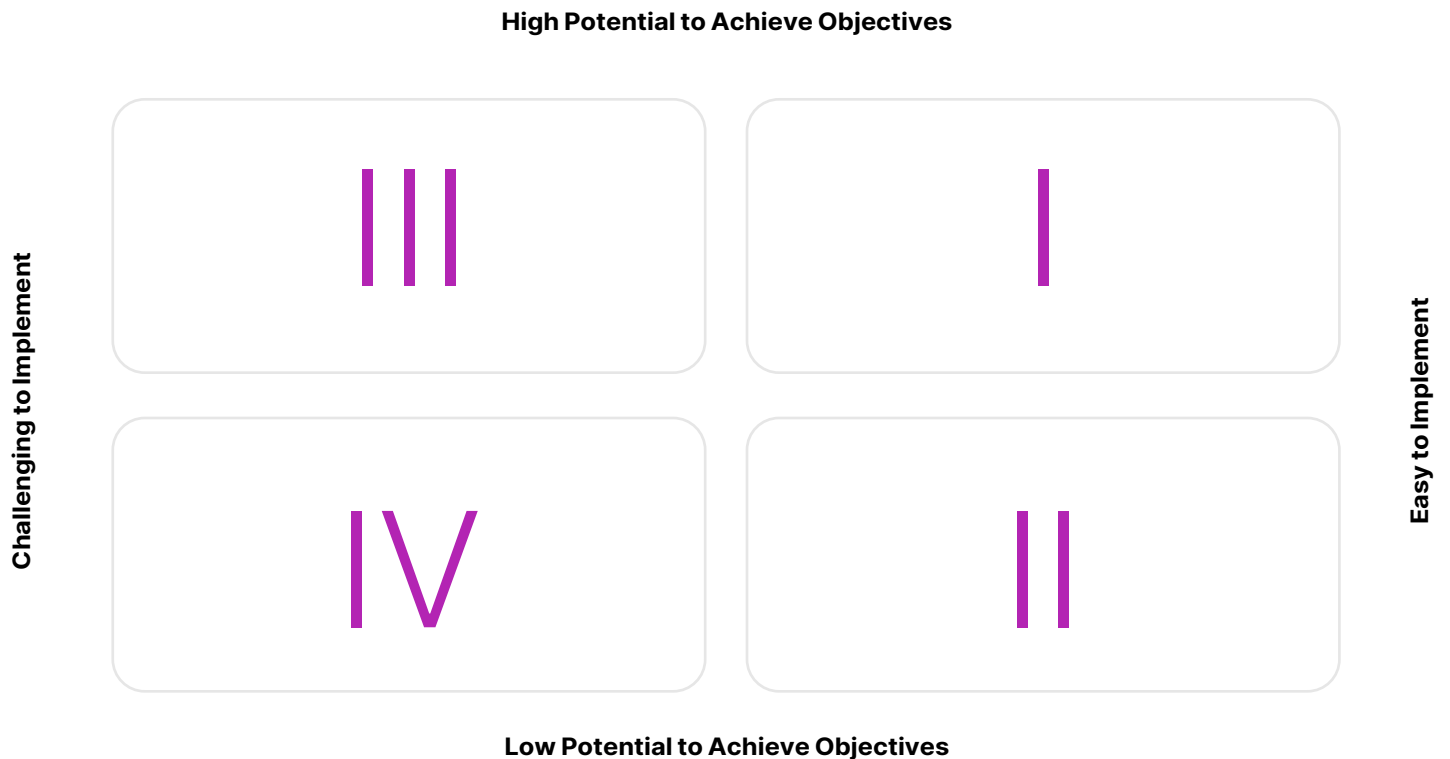 High Potential to Achieve Objectives
III
I
Challenging to Implement
Easy to Implement
IV
II
Low Potential to Achieve Objectives